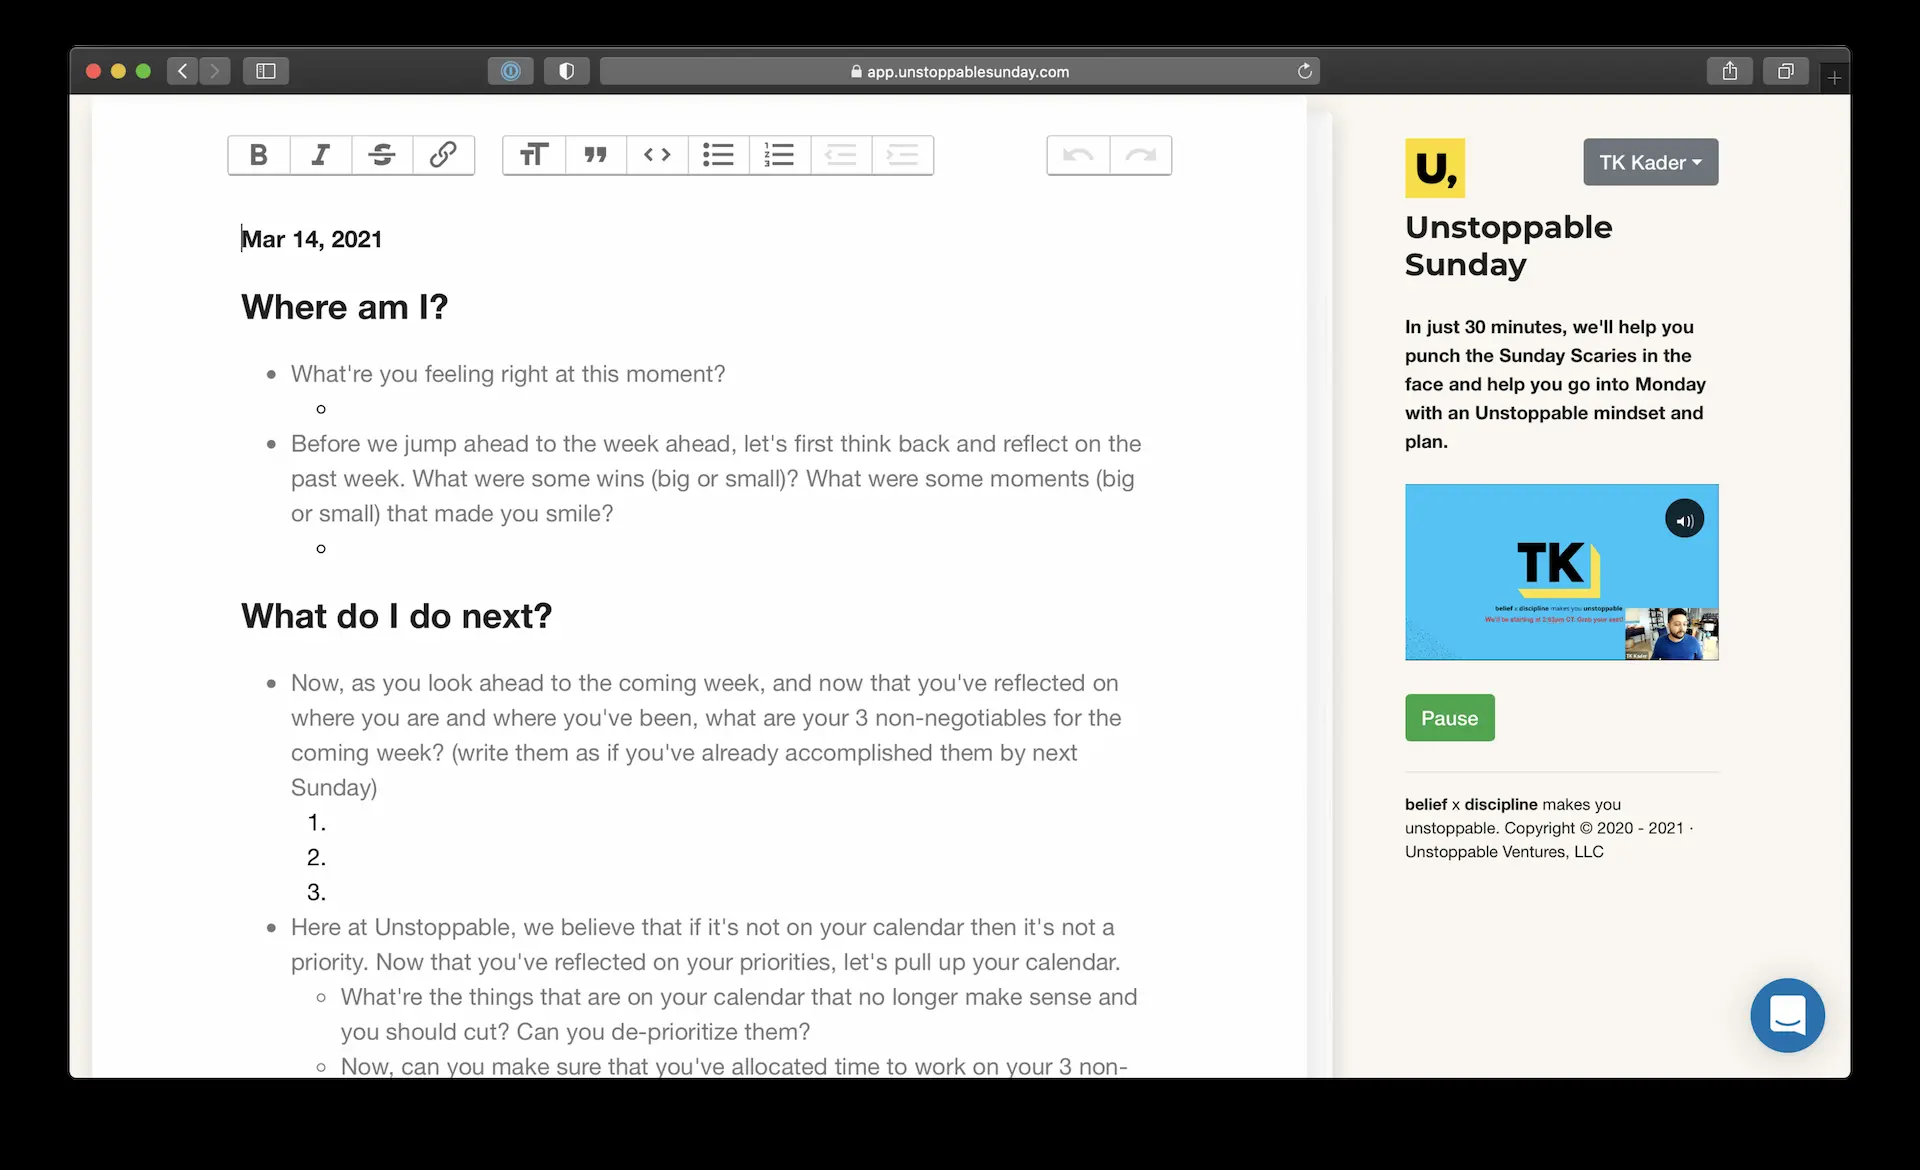 app.unstoppablesunday.com
Mar 14, 2021
Where am I?
What're you feeling right at this moment?
Before we jump ahead to the week ahead, let's first think back and reflect on the
past week. What were some wins (big or small)? What were some moments (big
or small) that made you smile?
What do I do next?
Now, as you look ahead to the coming week, and now that you've reflected on
where you are and where you've been, what are your 3 non-negotiables for the
coming week? (write them as if you've already accomplished them by next
Sunday)
1.
2.
3.
Here at Unstoppable, we believe that if it's not on your calendar then it's not a
priority. Now that you've reflected on your priorities, let's pull up your calendar.
What're the things that are on your calendar that no longer make sense and
you should cut? Can you de-prioritize them?
Now, can you make sure that you've allocated time to work on your 3 non-
U,
TK Kader
Unstoppable
Sunday
In just 30 minutes, we'll help you
punch the Sunday Scaries in the
face and help you go into Monday
with an Unstoppable mindset and
plan.
TK
belief x discipline makes you unstoppable
We'll be starting at 2:03pm CT. Grab your seat!
TK Kader
Pause
belief x discipline makes you
unstoppable. Copyright © 2020 - 2021 ·
Unstoppable Ventures, LLC